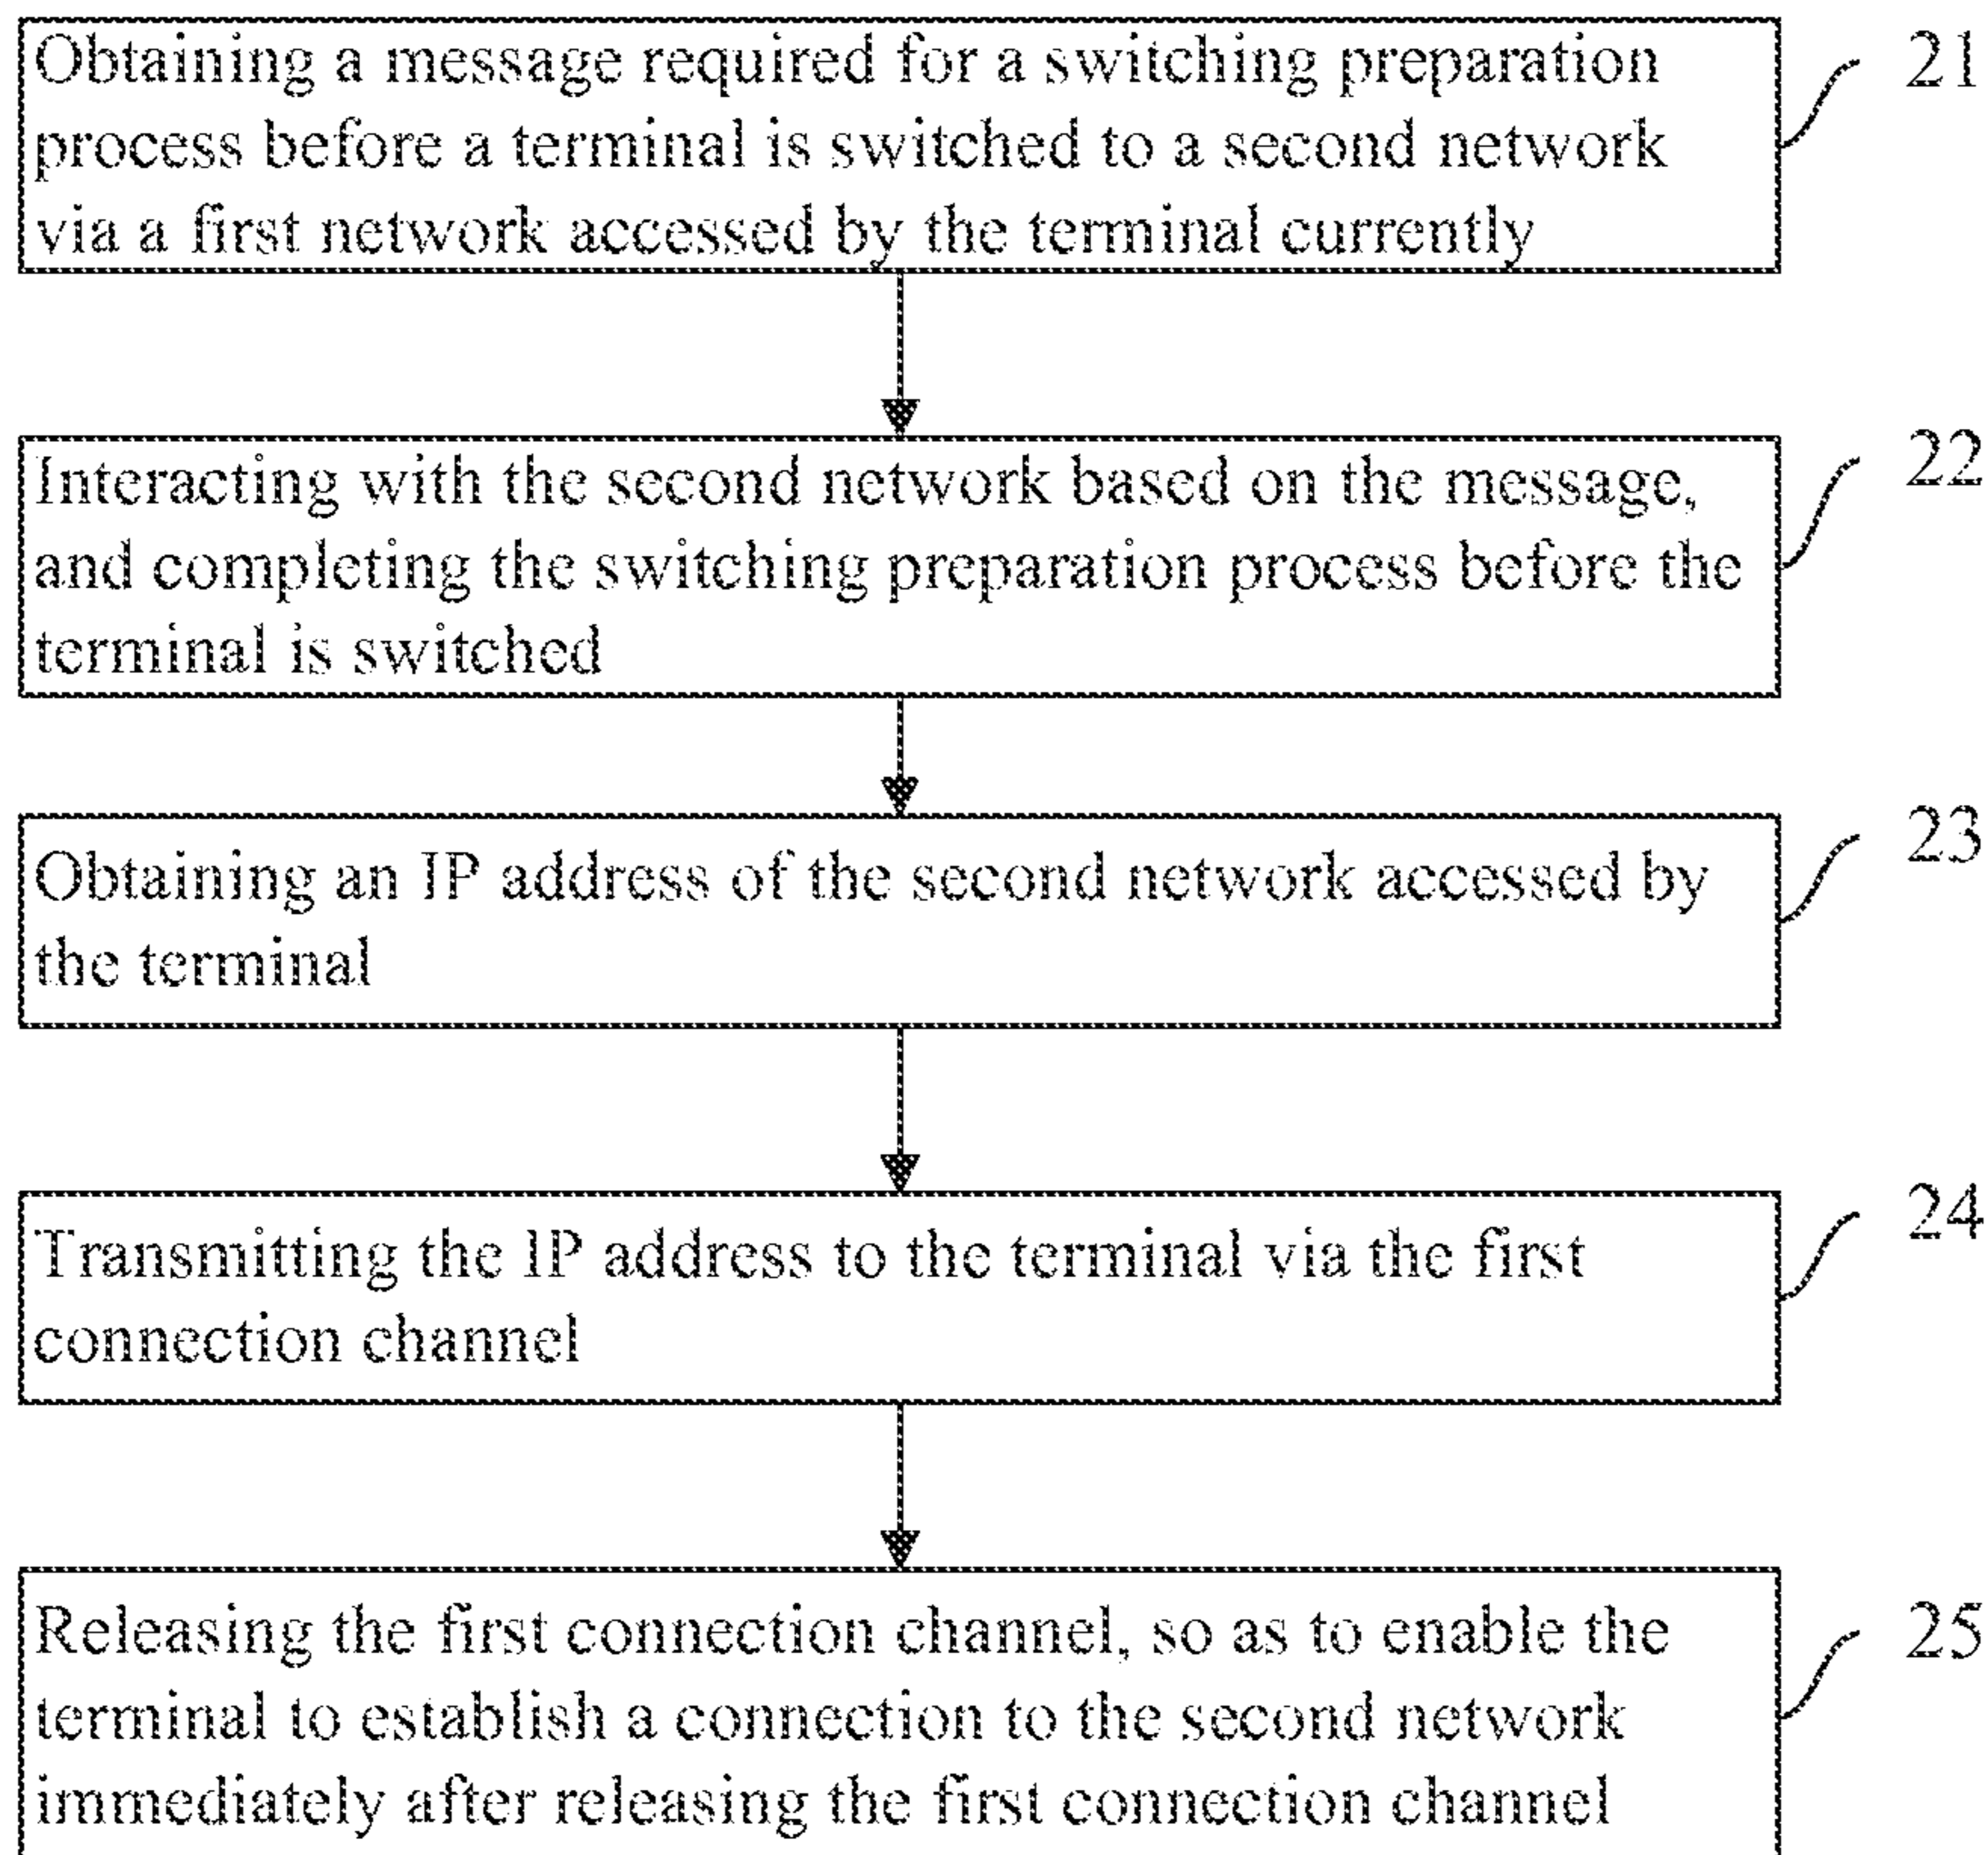 Obtaining a message required for a switching preparation
process before a terminal is switched to a second network
via a first network accessed by the terminal currently
21
Interacting with the second network based on the message,
and completing the switching preparation process before the
terminal is switched
22
Obtaining an IP address of the second network accessed by
the terminal
23
Transmitting the IP address to the terminal via the first
connection channel
24
Releasing the first connection channel, so as to enable the
terminal to establish a connection to the second network
immediately after releasing the first connection channel
25